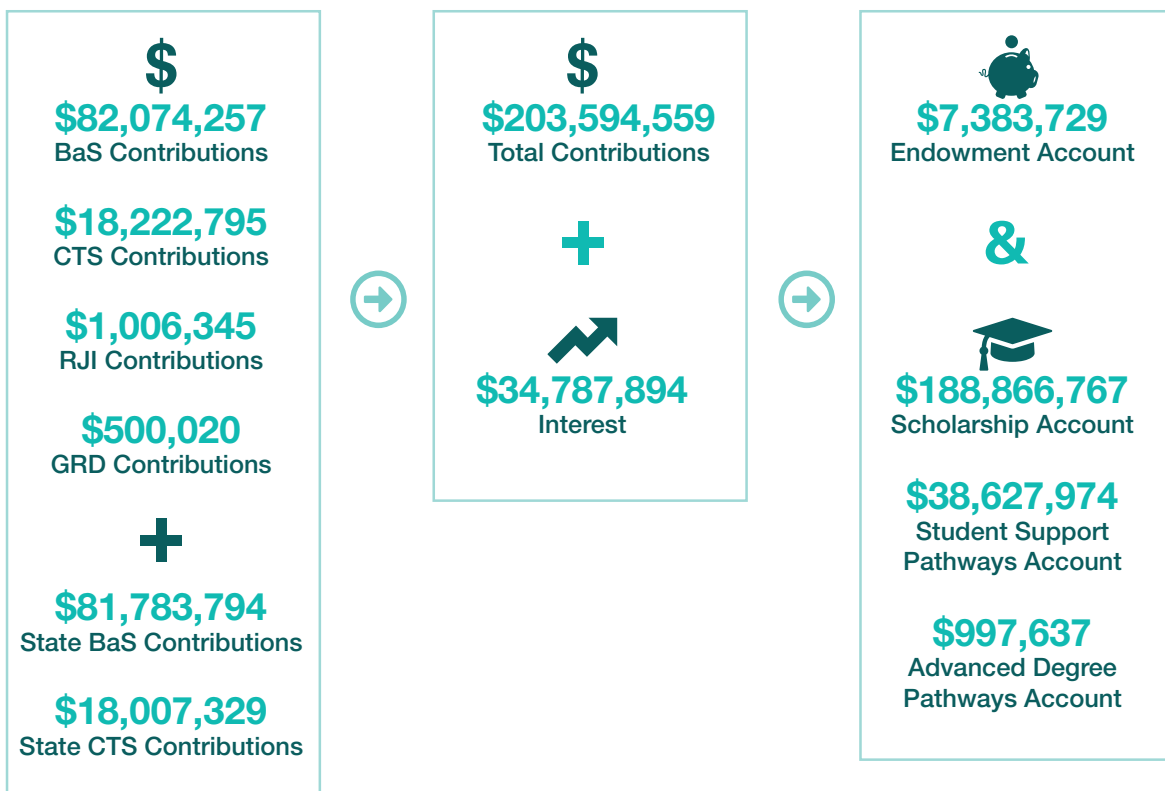 $
$82,074,257
BaS Contributions
$18,222,795
CTS Contributions
$1,006,345
RJI Contributions
$500,020
GRD Contributions
+
$81,783,794
State BaS Contributions
$18,007,329
State CTS Contributions
$
$203,594,559
Total Contributions
+
$34,787,894
Interest
$7,383,729
Endowment Account
&
$188,866,767
Scholarship Account
$38,627,974
Student Support
Pathways Account
$997,637
Advanced Degree
Pathways Account